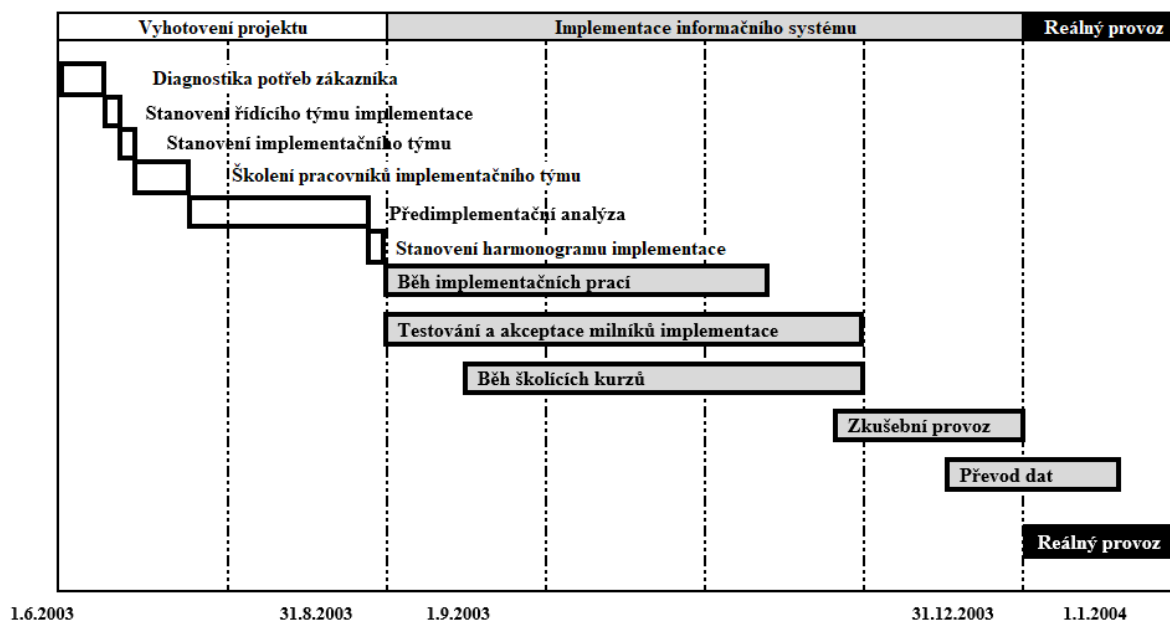 Vyhotovení projektu
Implementace informačního systému
Reálný provoz
Diagnostika potřeb zákazníka
Stanovení řídícího týmu implementace
Stanovení implementačního týmu
Školení pracovníků implementačního týmu
Předimplementační analýza
Stanovení harmonogramu implementace
Běh implementačních prací
Testování a akceptace milníků implementace
Běh školících kurzů
Zkušební provoz
Převod dat
Reálný provoz
1.6.2003
31.8.2003
1.9.2003
31.12.2003
1.1.2004